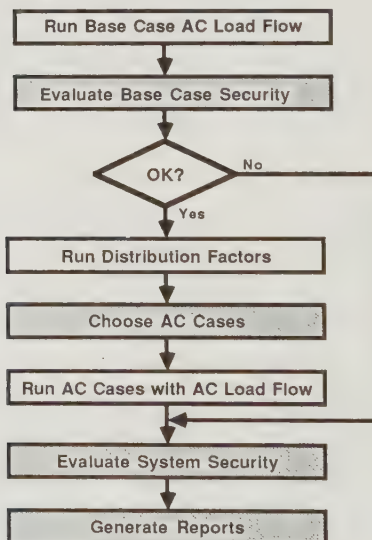 Run Base Case AC Load Flow
Evaluate Base Case Security
OK?
No
Yes
Run Distribution Factors
Choose AC Cases
Run AC Cases with AC Load Flow
Evaluate System Security
Generate Reports